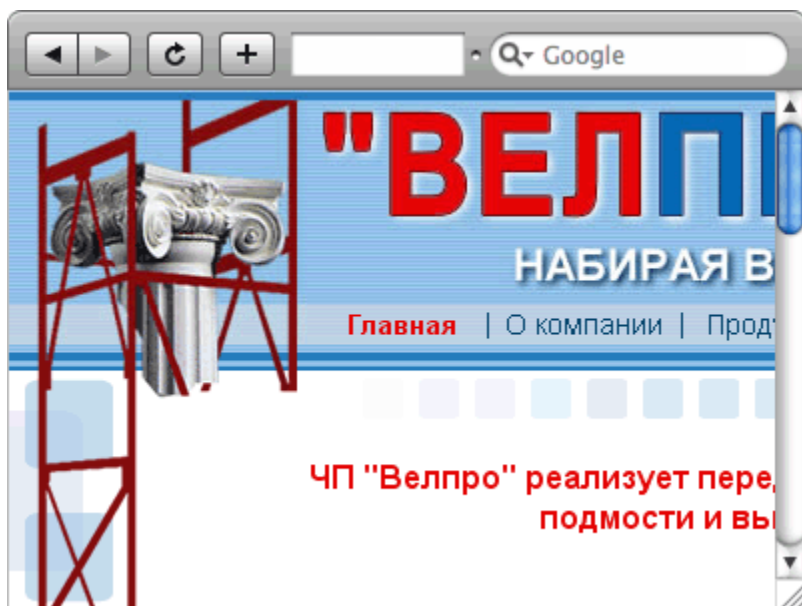 Google
"ВЕЛП
НАБИРАЯ В
Главная | О компании | Прод
ЧП "Велпро" реализует пере
подмости и вы